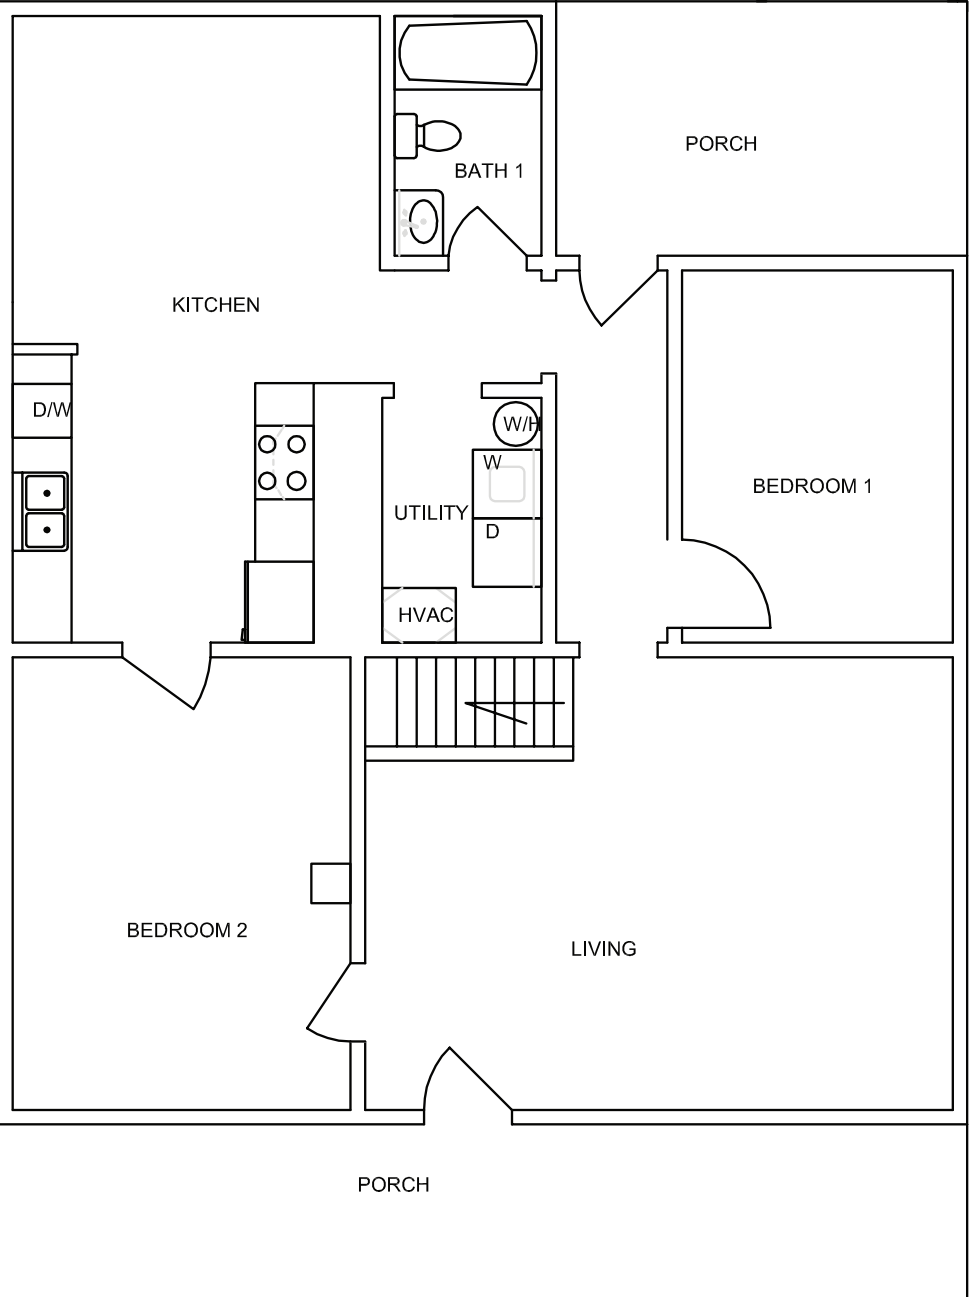 PORCH
BATH 1
KITCHEN
D/W
W/H
W
BEDROOM 1
UTILITY
D
HVAC
BEDROOM 2
LIVING
PORCH